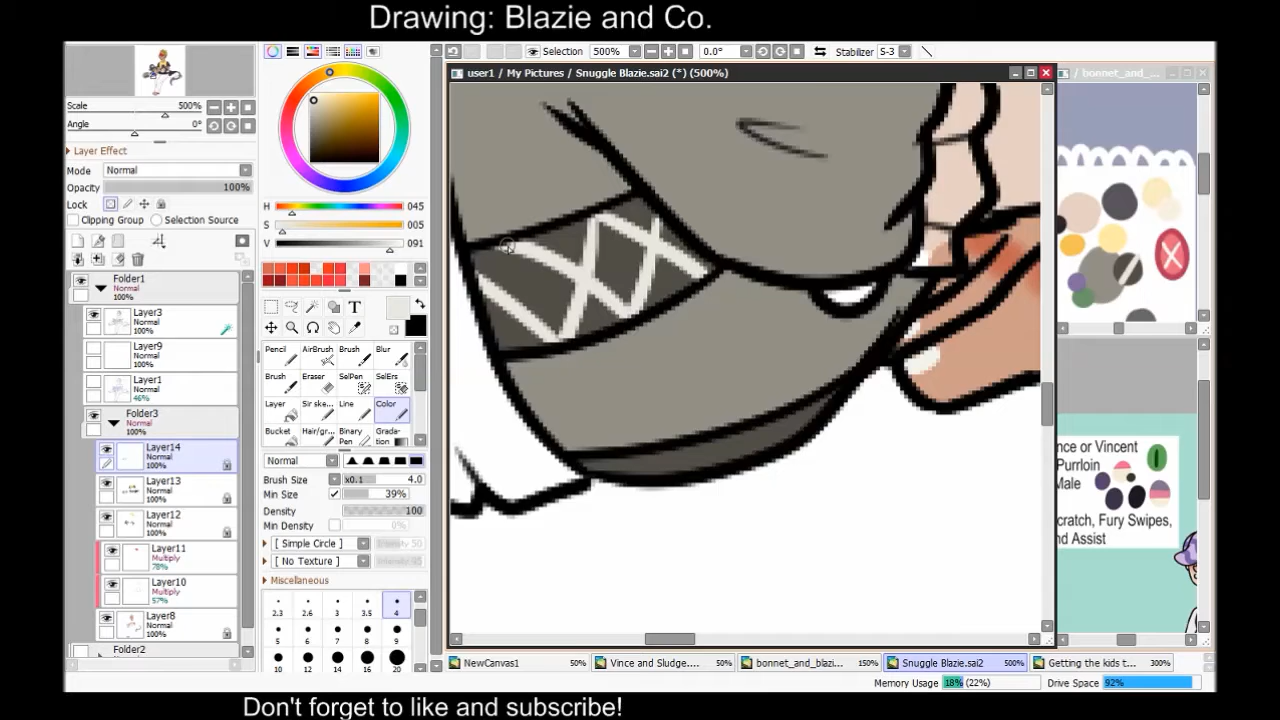 Drawing: Blazie and Co.
Selection 500% 0.0° Stabilizer S-3
user1 / My Pictures / Snuggle Blazie.sai2 (*) (500%)
/ bonnet_and_...
Scale 500%
Angle 0°
Layer Effect
Mode Normal
Opacity 100%
Lock
Clipping Group Selection Source
Folder1
Normal
100%
Layer3
Normal
100%
Layer9
Normal
100%
Layer1
Normal
46%
Folder3
Normal
100%
Layer14
Normal
100%
Layer13
Normal
100%
Layer12
Normal
100%
Layer11
Multiply
78%
Layer10
Multiply
57%
Layer8
Normal
100%
Folder2
H 045
S 005
V 091
T
Pencil AirBrush Brush Blur
Brush Eraser SelPen SelErs
Layer Sir ske... Line Color
Bucket Hair/gr... Binary Pen Grada-tion
Normal
Brush Size x0.1 4.0
Min Size 39%
Density 100
Min Density 0%
[ Simple Circle ]
[ No Texture ]
Miscellaneous
2.3 2.6 3 3.5 4
5 6 7 8 9
10 12 14 16 20
nce or Vincent
Purrloin
Male
cratch, Fury Swipes,
and Assist
NewCanvas1 50% Vince and Sludge.... 50% bonnet_and_blazi... 150% Snuggle Blazie.sai2 500% Getting the kids t... 300%
Memory Usage 18% (22%) Drive Space 92%
Don't forget to like and subscribe!